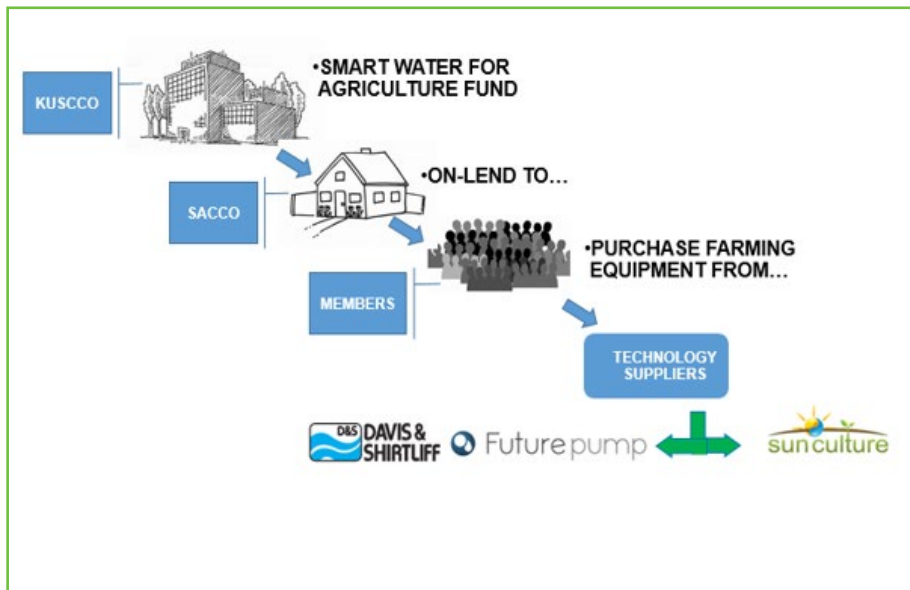 KUSCCO
•SMART WATER FOR
AGRICULTURE FUND
SACCO
•ON-LEND TO...
MEMBERS
•PURCHASE FARMING
EQUIPMENT FROM...
TECHNOLOGY
SUPPLIERS
D&S
DAVIS &
SHIRTLIFF
Futurepump
sunculture